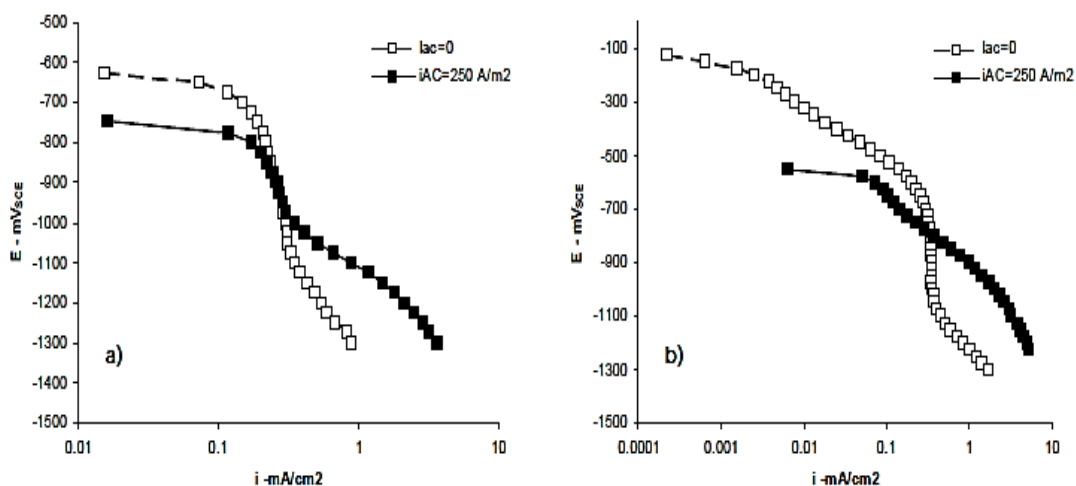 -500
-600
-700
-800
-900
-1000
-1100
-1200
-1300
-1400
-1500
E - mVSCE
Iac=0
iAC=250 A/m2
a)
0.01 0.1 1 10
i -mA/cm2
-100
-300
-500
-700
-900
-1100
-1300
-1500
E - mVSCE
Iac=0
iAC=250 A/m2
b)
0.0001 0.001 0.01 0.1 1 10
i -mA/cm2